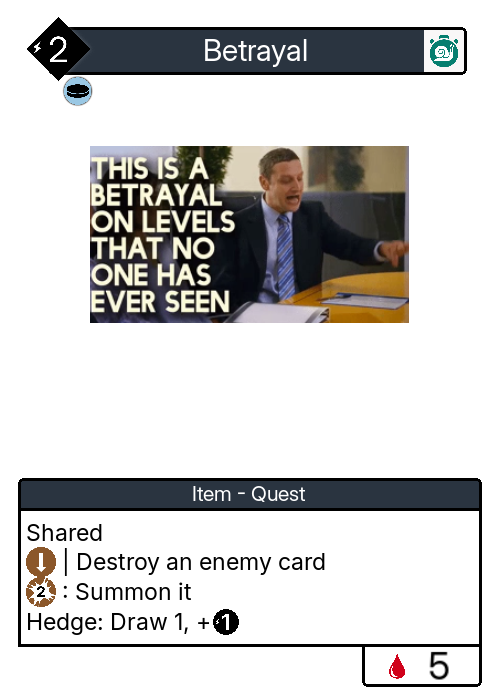 2 Betrayal
THIS IS A
BETRAYAL
ON LEVELS
THAT NO
ONE HAS
EVER SEEN
Item - Quest
Shared
| Destroy an enemy card
2 : Summon it
Hedge: Draw 1, +1
5